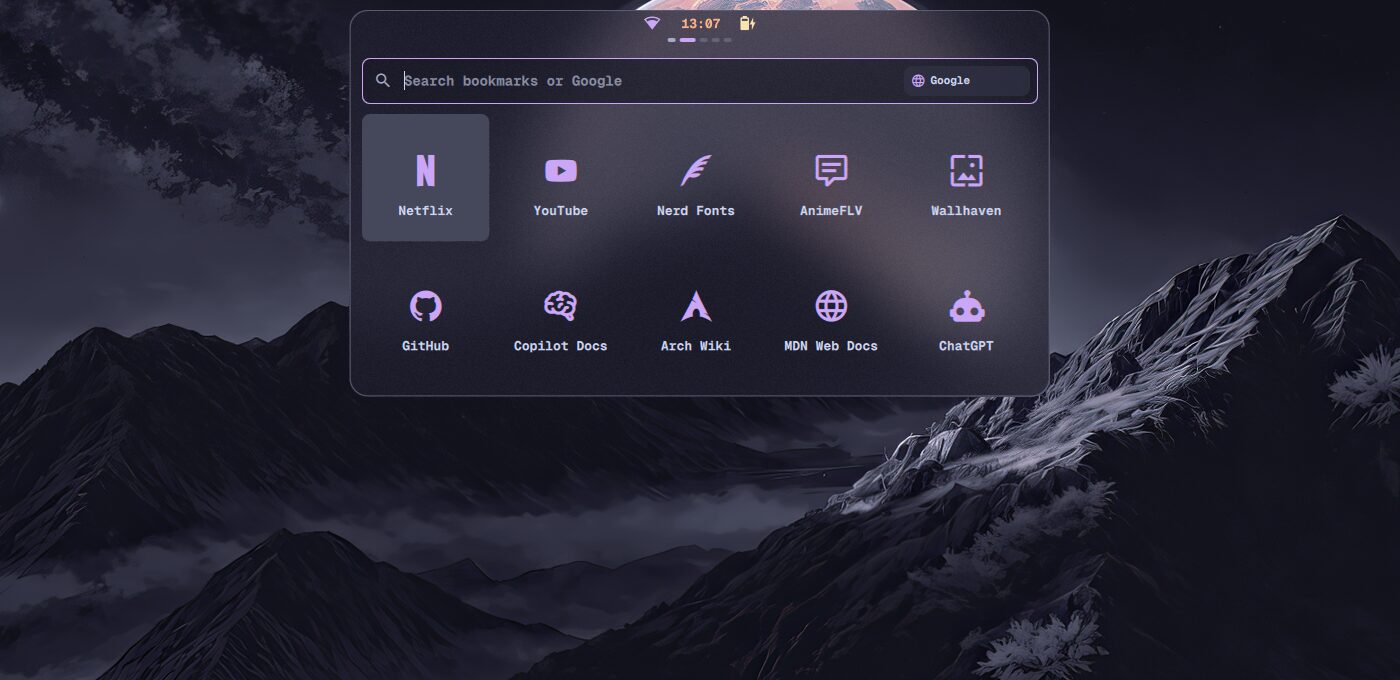 13:07
Search bookmarks or Google
Google
Netflix
YouTube
Nerd Fonts
AnimeFLV
Wallhaven
GitHub
Copilot Docs
Arch Wiki
MDN Web Docs
ChatGPT